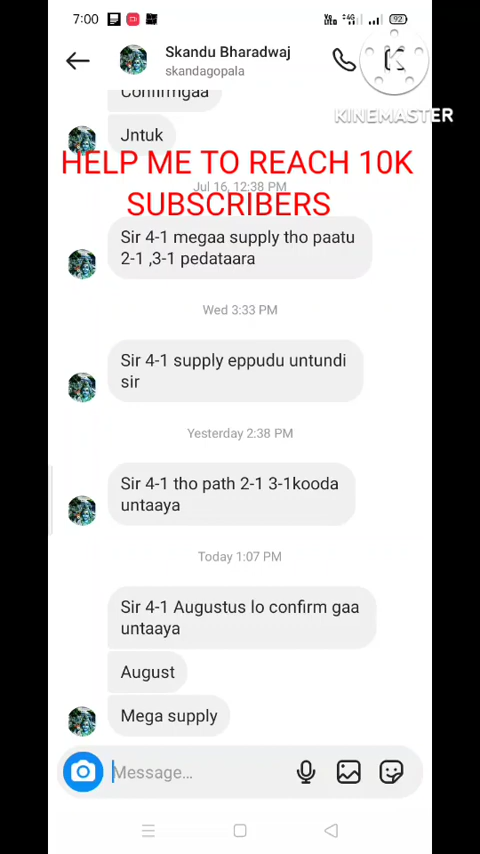 7:00
92
Skandu Bharadwaj
skandagopala
KINEMASTER
Confirmgaa
Jntuk
HELP ME TO REACH 10K
Jul 16, 12:38 PM
SUBSCRIBERS
Sir 4-1 megaa supply tho paatu
2-1 ,3-1 pedataara
Wed 3:33 PM
Sir 4-1 supply eppudu untundi
sir
Yesterday 2:38 PM
Sir 4-1 tho path 2-1 3-1kooda
untaaya
Today 1:07 PM
Sir 4-1 Augustus lo confirm gaa
untaaya
August
Mega supply
Message...